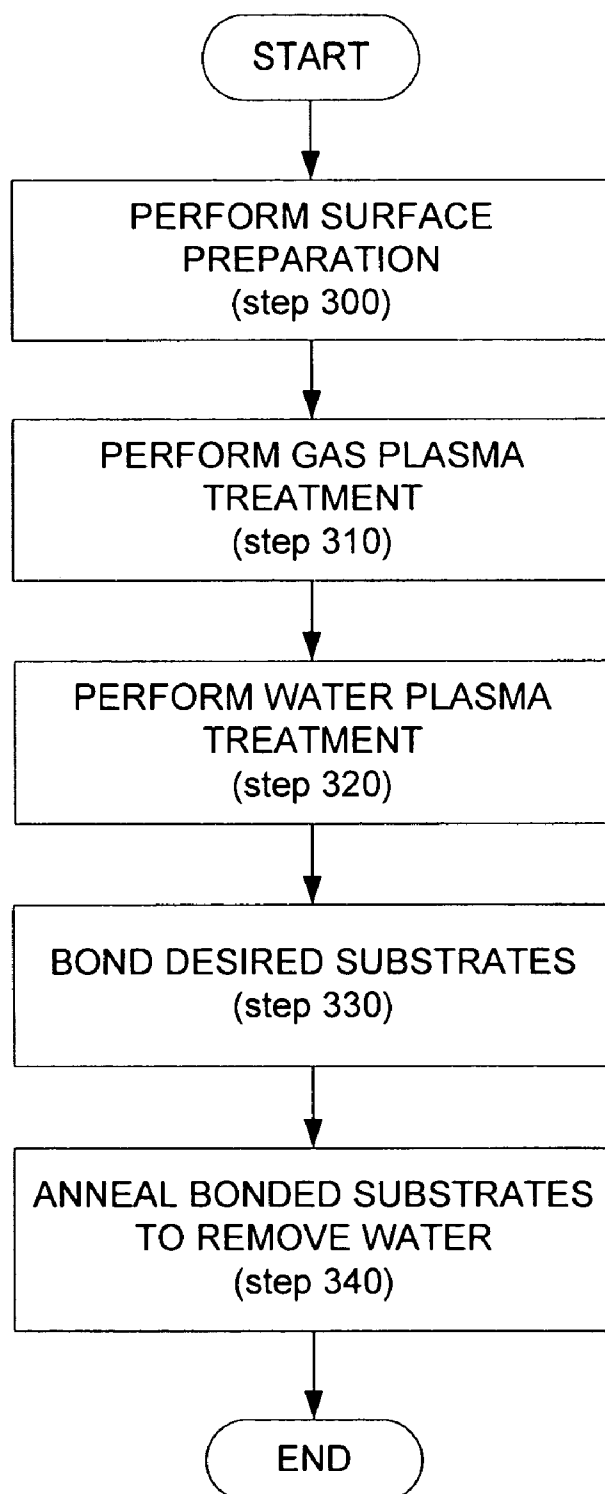 START
PERFORM SURFACE
PREPARATION
(step 300)
PERFORM GAS PLASMA
TREATMENT
(step 310)
PERFORM WATER PLASMA
TREATMENT
(step 320)
BOND DESIRED SUBSTRATES
(step 330)
ANNEAL BONDED SUBSTRATES
TO REMOVE WATER
(step 340)
END